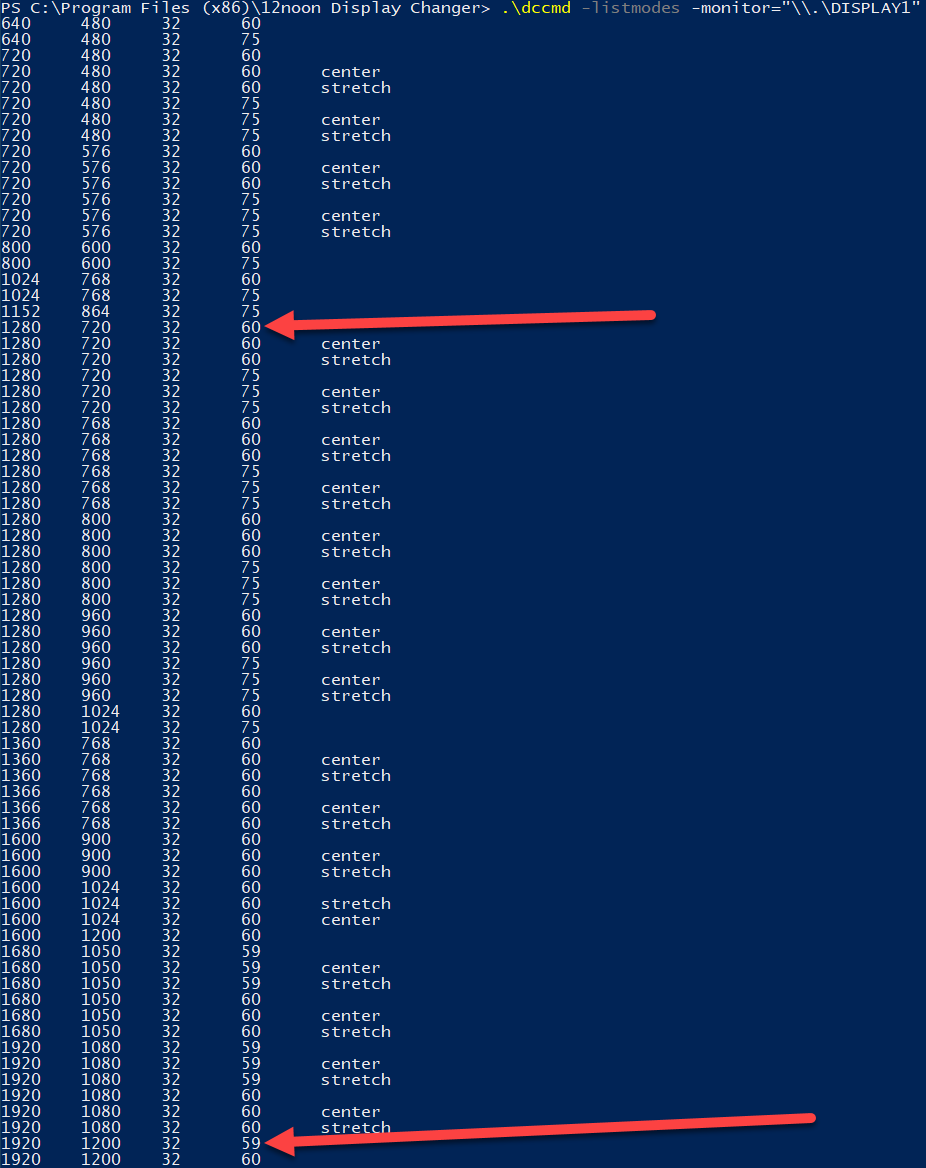 PS C:\Program Files (x86)\12noon Display Changer> .\dccmd -listmodes -monitor="\\.\DISPLAY1"
640 480 32 60
640 480 32 75
720 480 32 60
720 480 32 60 center
720 480 32 60 stretch
720 480 32 75
720 480 32 75 center
720 480 32 75 stretch
720 576 32 60
720 576 32 60 center
720 576 32 60 stretch
720 576 32 75
720 576 32 75 center
720 576 32 75 stretch
800 600 32 60
800 600 32 75
1024 768 32 60
1024 768 32 75
1152 864 32 75
1280 720 32 60
1280 720 32 60 center
1280 720 32 60 stretch
1280 720 32 75
1280 720 32 75 center
1280 720 32 75 stretch
1280 768 32 60
1280 768 32 60 center
1280 768 32 60 stretch
1280 768 32 75
1280 768 32 75 center
1280 768 32 75 stretch
1280 800 32 60
1280 800 32 60 center
1280 800 32 60 stretch
1280 800 32 75
1280 800 32 75 center
1280 800 32 75 stretch
1280 960 32 60
1280 960 32 60 center
1280 960 32 60 stretch
1280 960 32 75
1280 960 32 75 center
1280 960 32 75 stretch
1280 1024 32 60
1280 1024 32 75
1360 768 32 60
1360 768 32 60 center
1360 768 32 60 stretch
1366 768 32 60
1366 768 32 60 center
1366 768 32 60 stretch
1600 900 32 60
1600 900 32 60 center
1600 900 32 60 stretch
1600 1024 32 60
1600 1024 32 60 stretch
1600 1024 32 60 center
1600 1200 32 60
1680 1050 32 59
1680 1050 32 59 center
1680 1050 32 59 stretch
1680 1050 32 60
1680 1050 32 60 center
1680 1050 32 60 stretch
1920 1080 32 59
1920 1080 32 59 center
1920 1080 32 59 stretch
1920 1080 32 60
1920 1080 32 60 center
1920 1080 32 60 stretch
1920 1200 32 59
1920 1200 32 60